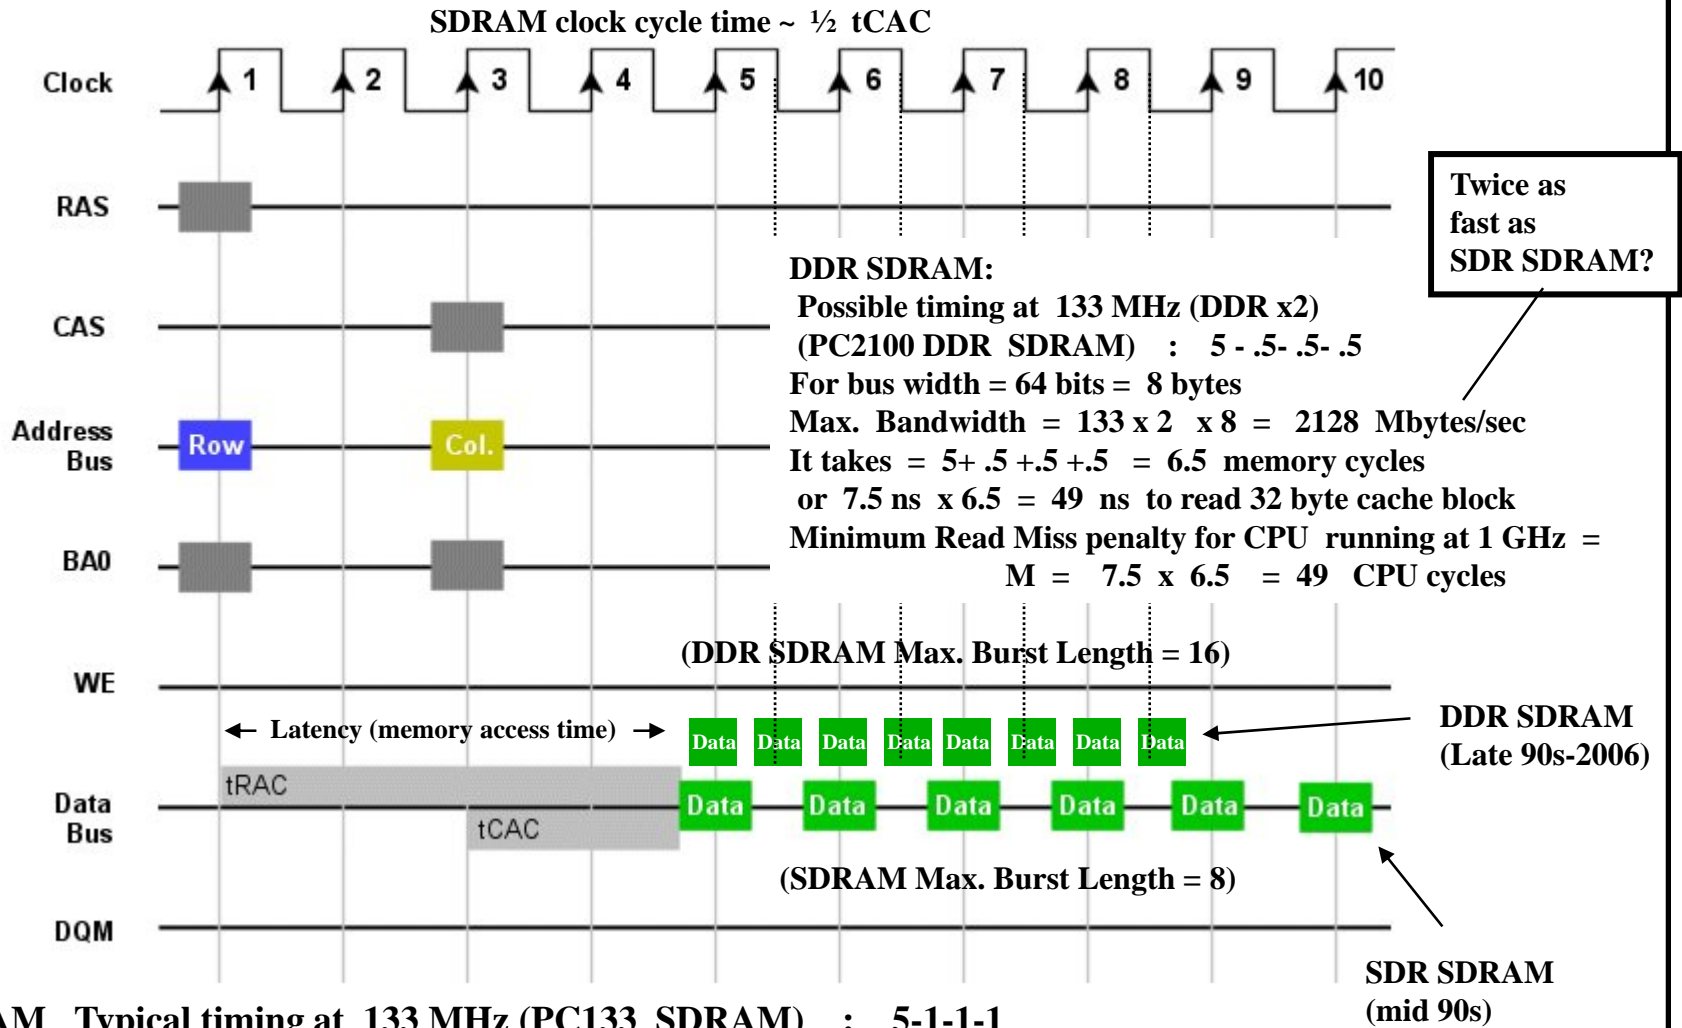 SDRAM clock cycle time ~ ½ tCAC
Clock
1 2 3 4 5 6 7 8 9 10
RAS
Twice as
fast as
SDR SDRAM?
DDR SDRAM:
Possible timing at 133 MHz (DDR x2)
(PC2100 DDR SDRAM) : 5 - .5- .5- .5
For bus width = 64 bits = 8 bytes
Max. Bandwidth = 133 x 2 x 8 = 2128 Mbytes/sec
It takes = 5+ .5 +.5 +.5 = 6.5 memory cycles
or 7.5 ns x 6.5 = 49 ns to read 32 byte cache block
Minimum Read Miss penalty for CPU running at 1 GHz =
M = 7.5 x 6.5 = 49 CPU cycles
CAS
Address
Bus
Row
Col.
BA0
(DDR SDRAM Max. Burst Length = 16)
WE
Latency (memory access time)
Data Data Data Data Data Data Data Data
DDR SDRAM
(Late 90s-2006)
tRAC
Data
Bus
tCAC
Data Data Data Data Data Data
(SDRAM Max. Burst Length = 8)
DQM
SDR SDRAM
(mid 90s)
Typical timing at 133 MHz (PC133 SDRAM) : 5-1-1-1